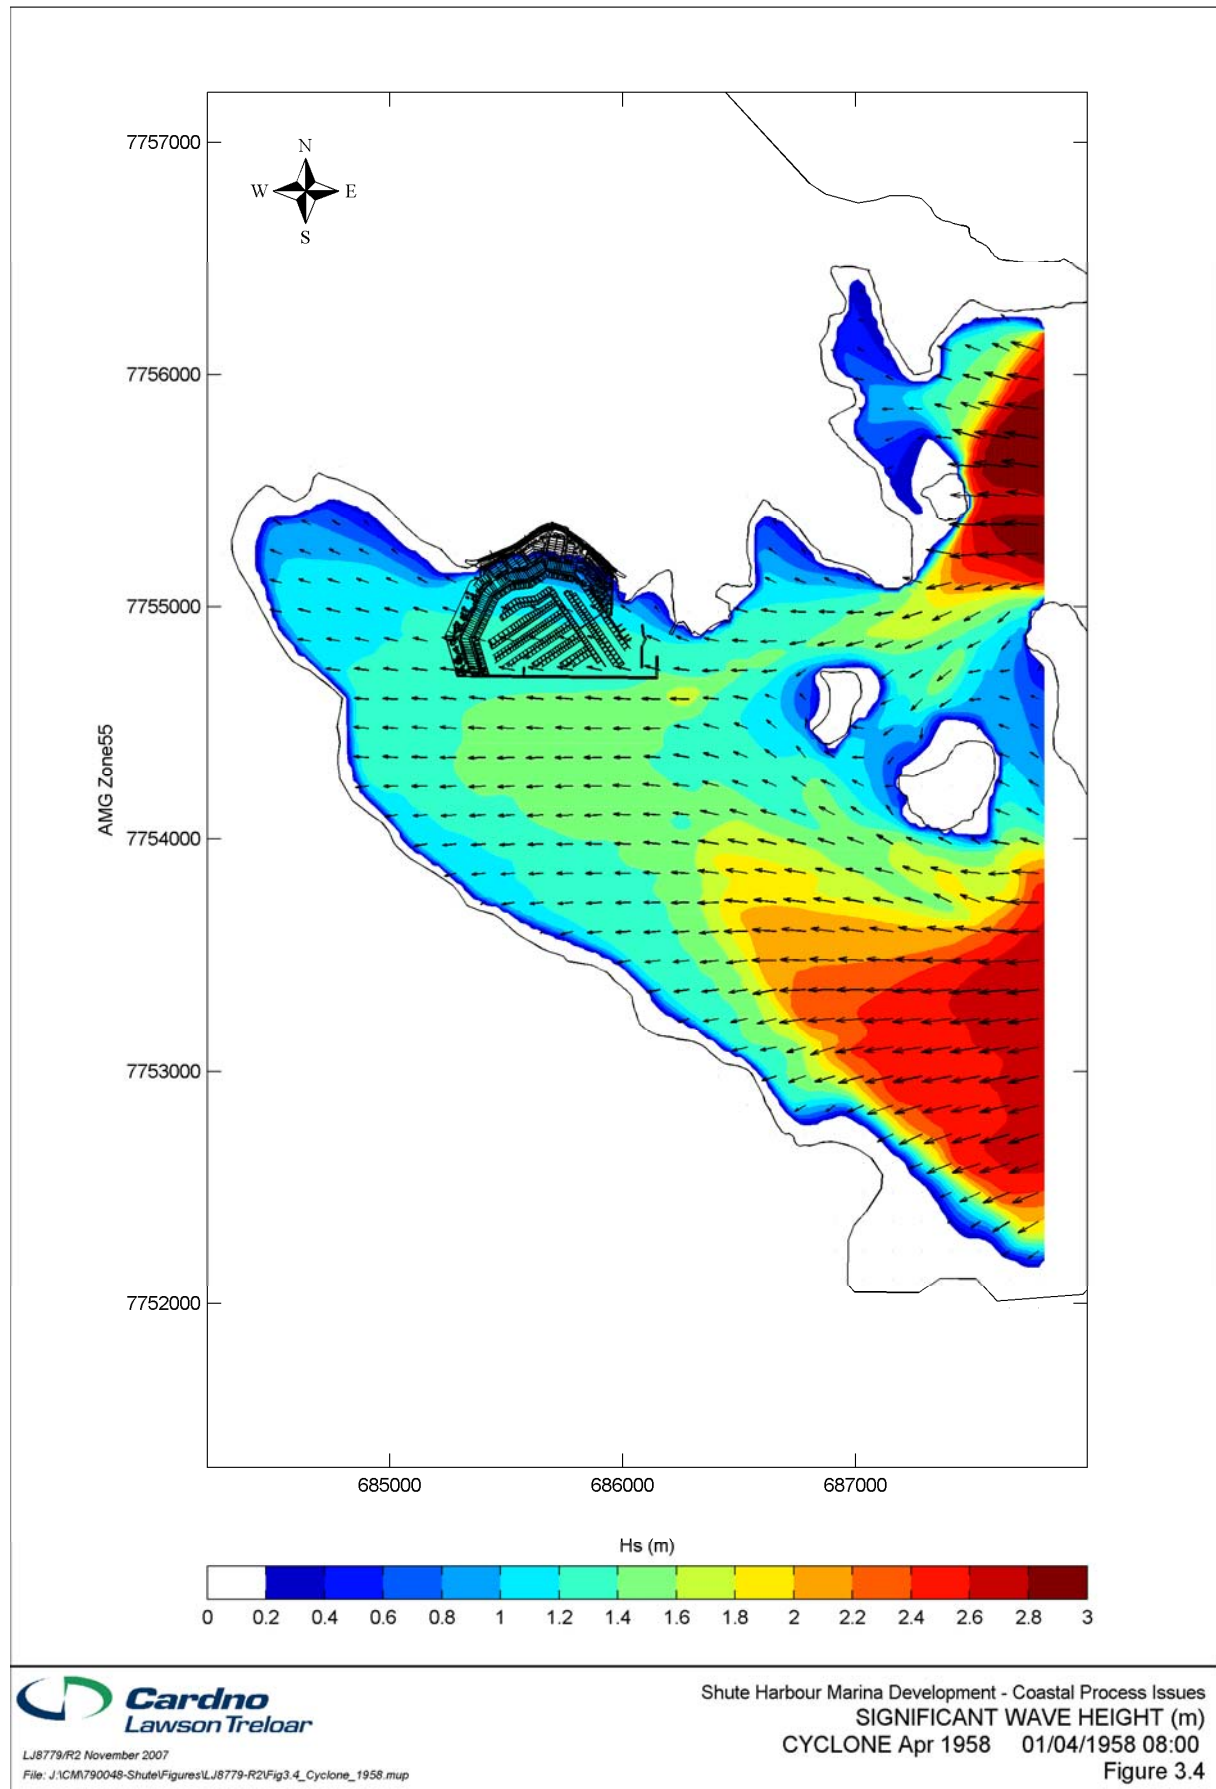 7757000
N
W E
S
7756000
7755000
AMG Zone55
7754000
7753000
7752000
685000 686000 687000
Hs (m)
0 0.2 0.4 0.6 0.8 1 1.2 1.4 1.6 1.8 2 2.2 2.4 2.6 2.8 3
Cardno
Lawson Treloar
LJ8779/R2 November 2007
File: J:\CM\790048-Shute\Figures\LJ8779-R2\Fig3.4_Cyclone_1958.mup
Shute Harbour Marina Development - Coastal Process Issues
SIGNIFICANT WAVE HEIGHT (m)
CYCLONE Apr 1958 01/04/1958 08:00
Figure 3.4